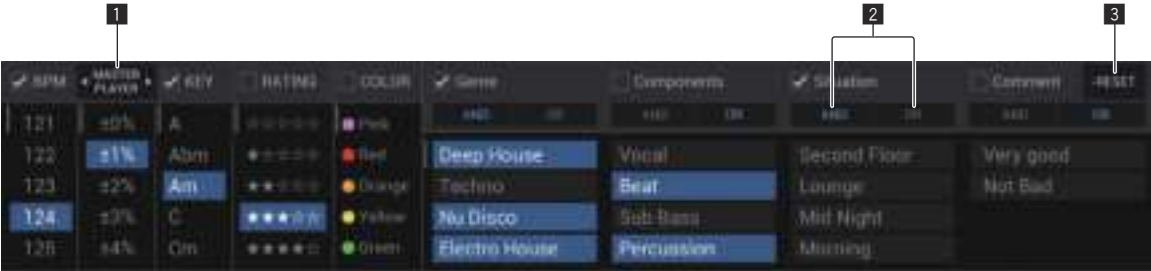 1 2 3
BPM MASTER PLAYER KEY RATING COLOR Genre Components Situation Comment RESET
AND OR AND OR AND OR AND OR
121 ±0% A Pink
122 ±1% Abm Red Deep House Vocal Second Floor Very good
123 ±2% Am Orange Techno Beat Lounge Not Bad
124 ±3% C Yellow Nu Disco Sub Bass Mid Night
125 ±4% Cm Green Electro House Percussion Morning